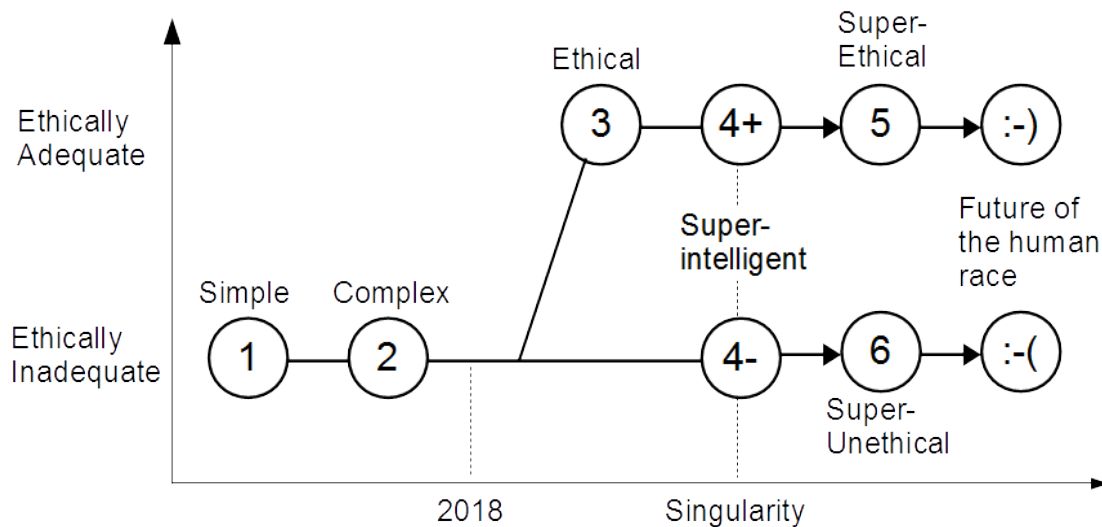 Super-
Ethical
Ethical
Ethically
Adequate
3
4+
5
:-)
Super-
intelligent
Future of
the human
race
Simple
Complex
Ethically
Inadequate
1
2
4-
6
:-(
Super-
Unethical
2018
Singularity